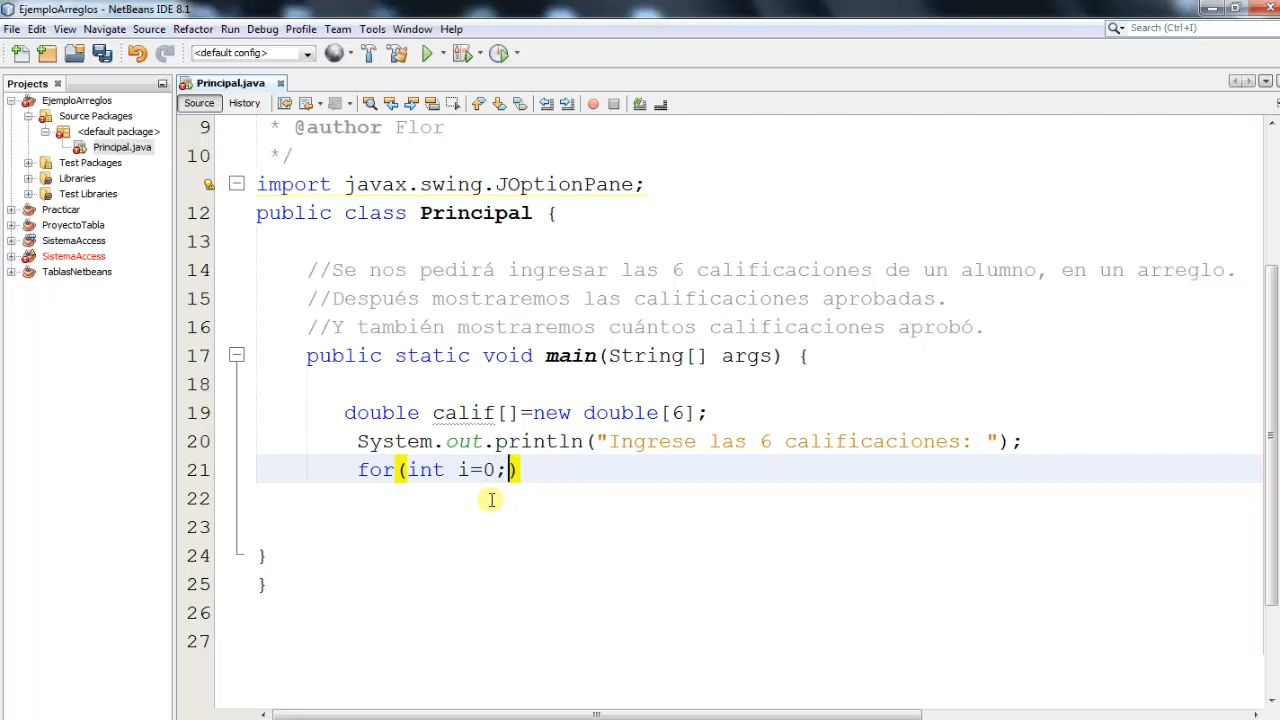 EjemploArreglos - NetBeans IDE 8.1
File Edit View Navigate Source Refactor Run Debug Profile Team Tools Window Help
Search (Ctrl+I)
<default config>
Projects
Principal.java
EjemploArreglos
Source Packages
<default package>
Principal.java
Test Packages
Libraries
Test Libraries
Practicar
ProyectoTabla
SistemaAccess
SistemaAccess
TablasNetbeans
Source History
9 * @author Flor
10 */
import javax.swing.JOptionPane;
12 public class Principal {
13
14 //Se nos pedirá ingresar las 6 calificaciones de un alumno, en un arreglo.
15 //Después mostraremos las calificaciones aprobadas.
16 //Y también mostraremos cuántos calificaciones aprobó.
17 public static void main(String[] args) {
18
19 double calif[]=new double[6];
20 System.out.println("Ingrese las 6 calificaciones: ");
21 for(int i=0;)
22
23
24 }
25 }
26
27